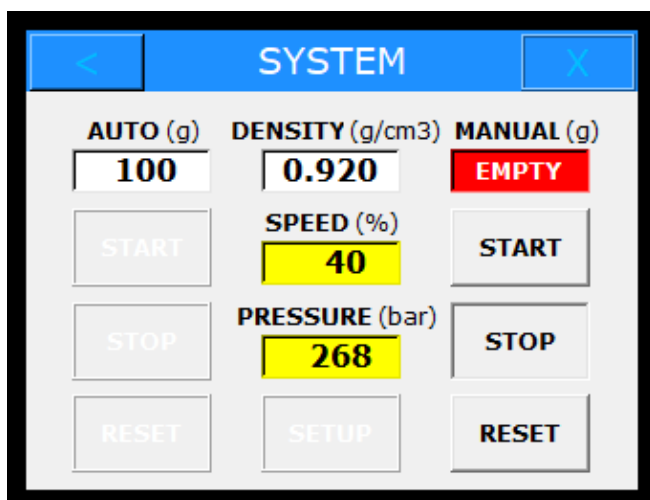 < SYSTEM X
AUTO (g) DENSITY (g/cm3) MANUAL (g)
100 0.920 EMPTY
START SPEED (%) START
40
STOP PRESSURE (bar) STOP
268
RESET SETUP RESET